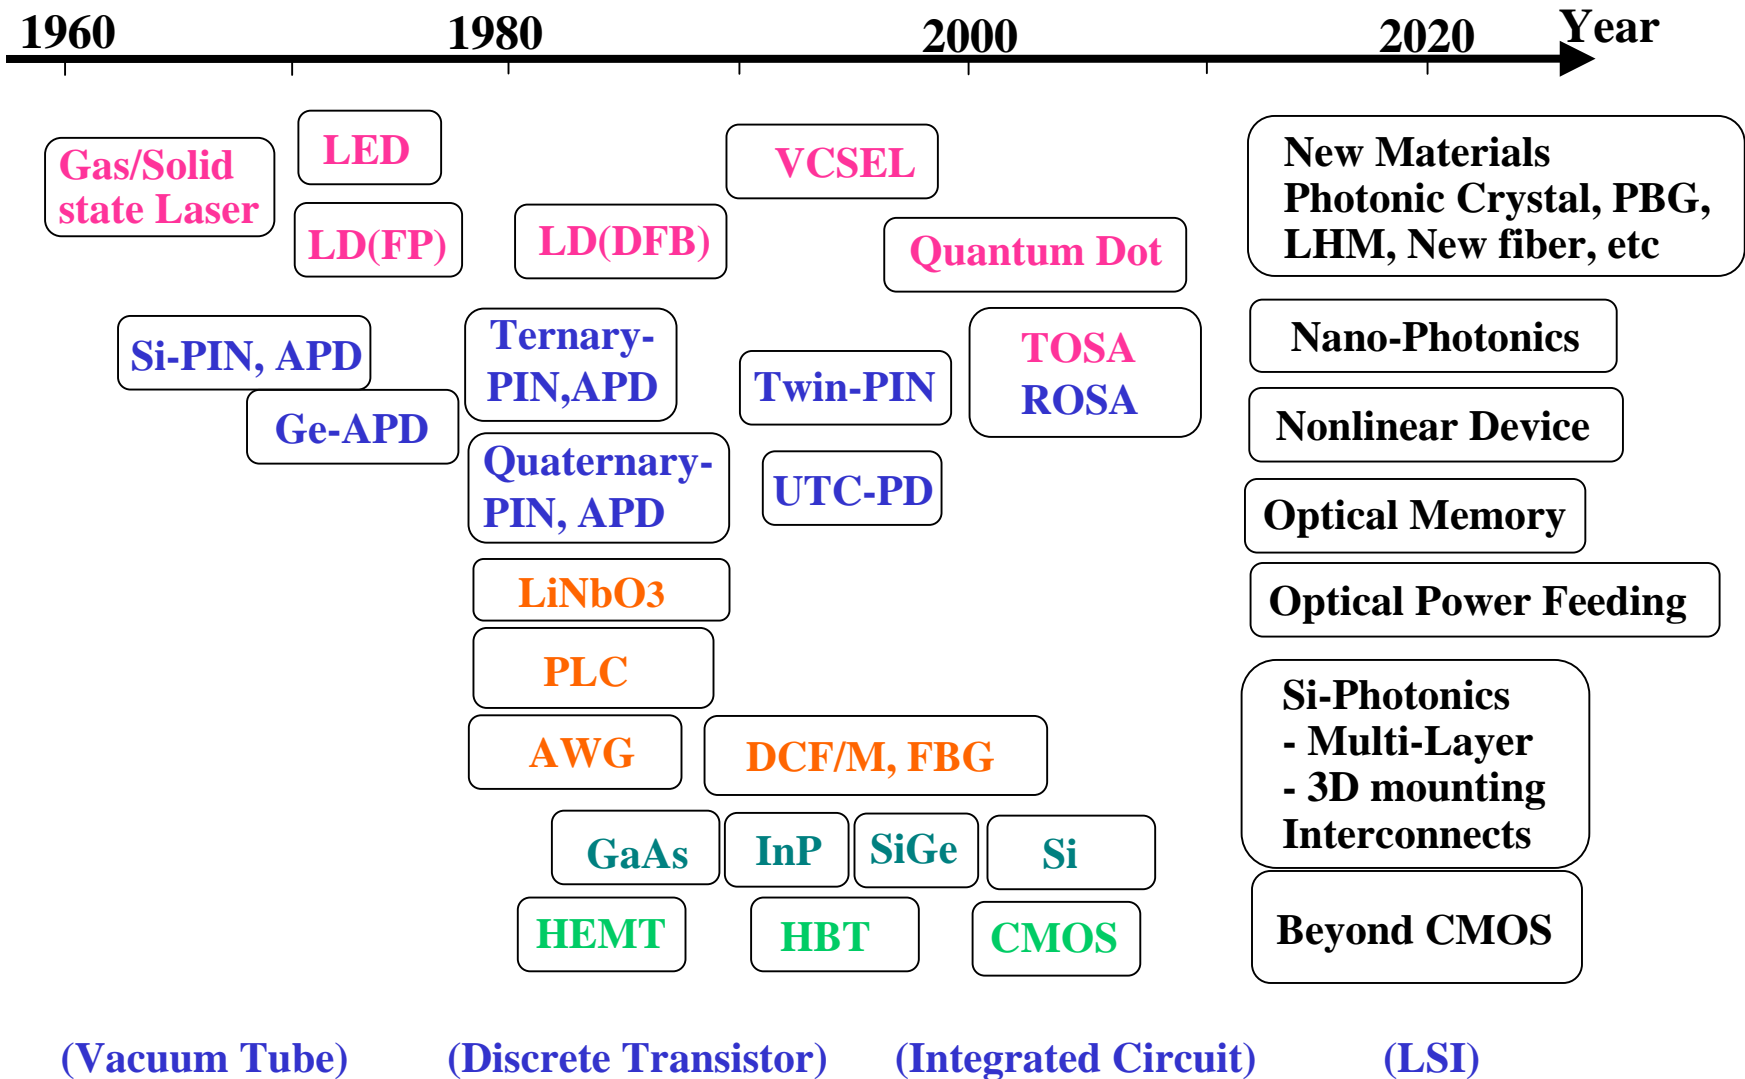 1960 1980 2000 2020 Year
Gas/Solid
state Laser
LED
LD(FP)
LD(DFB)
VCSEL
Quantum Dot
New Materials
Photonic Crystal, PBG,
LHM, New fiber, etc
Si-PIN, APD
Ge-APD
Ternary-
PIN,APD
Quaternary-
PIN, APD
Twin-PIN
UTC-PD
TOSA
ROSA
Nano-Photonics
Nonlinear Device
Optical Memory
Optical Power Feeding
LiNbO3
PLC
AWG
DCF/M, FBG
Si-Photonics
- Multi-Layer
- 3D mounting
Interconnects
GaAs
InP
SiGe
Si
HEMT
HBT
CMOS
Beyond CMOS
(Vacuum Tube) (Discrete Transistor) (Integrated Circuit) (LSI)